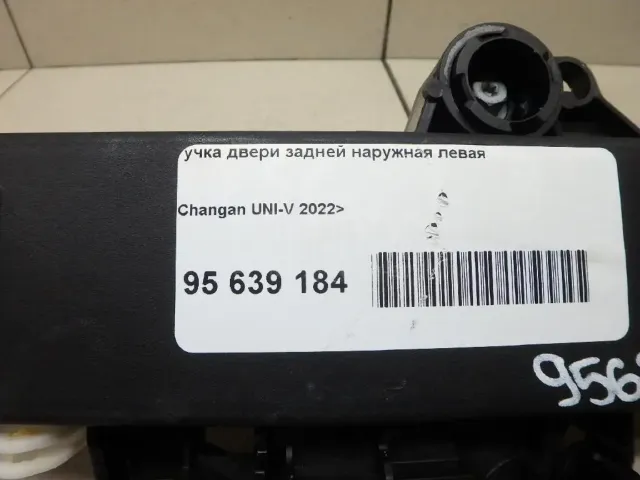 учка двери задней наружная левая
Changan UNI-V 2022>
95 639 184
956